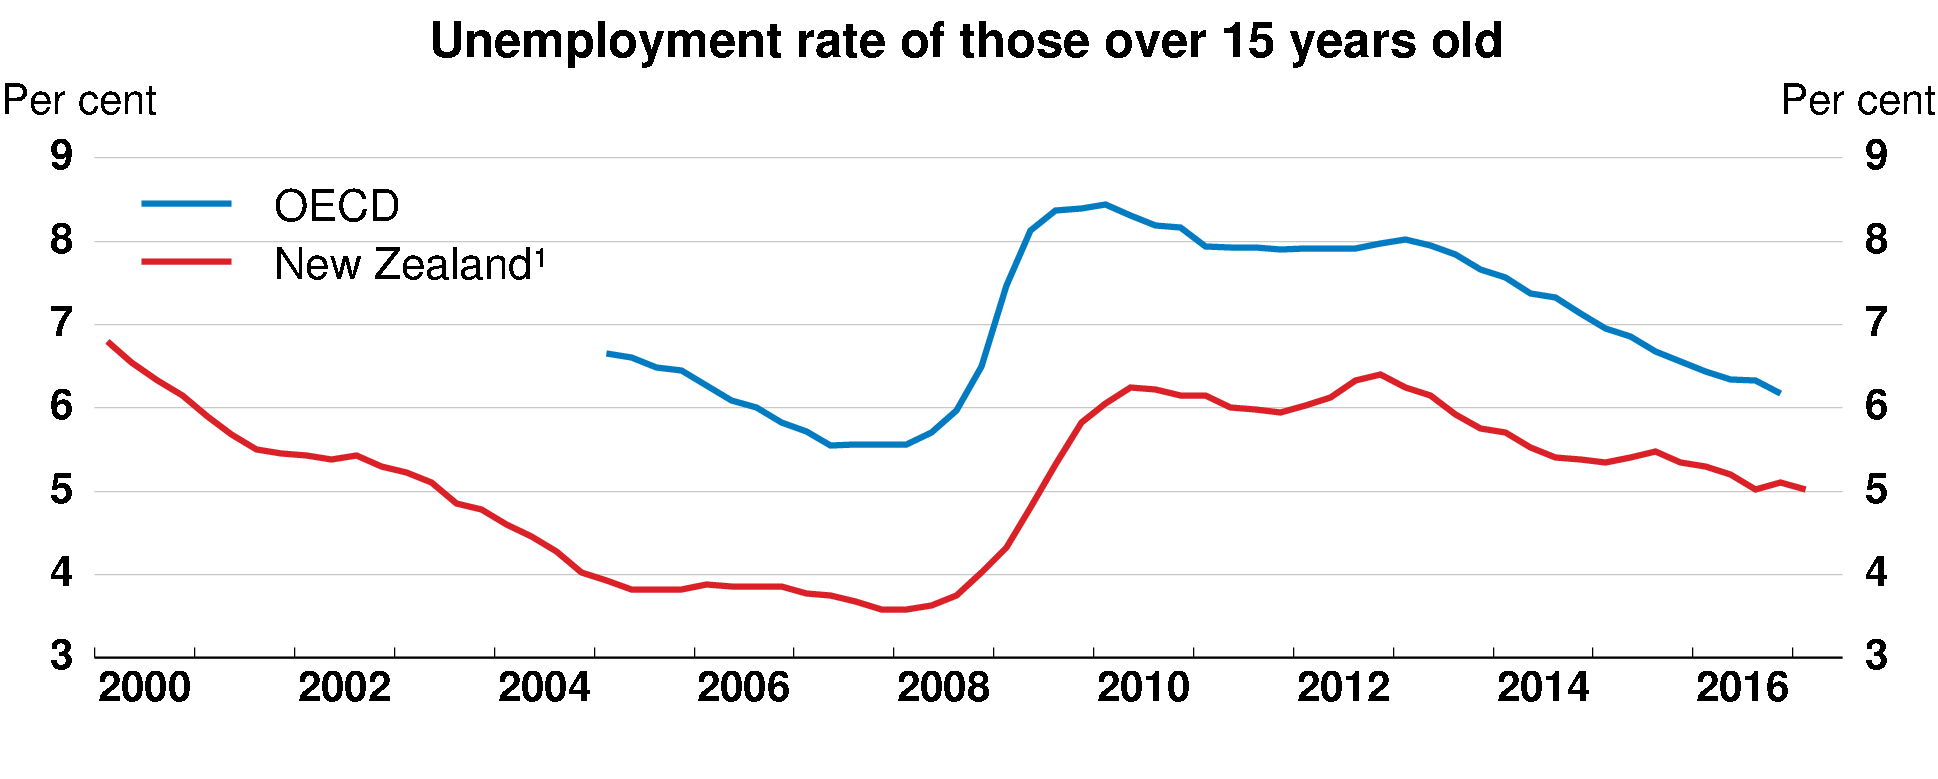 Unemployment rate of those over 15 years old
Per cent Per cent
9 9
OECD
8 8
New Zealand¹
7 7
6 6
5 5
4 4
3 3
2000 2002 2004 2006 2008 2010 2012 2014 2016